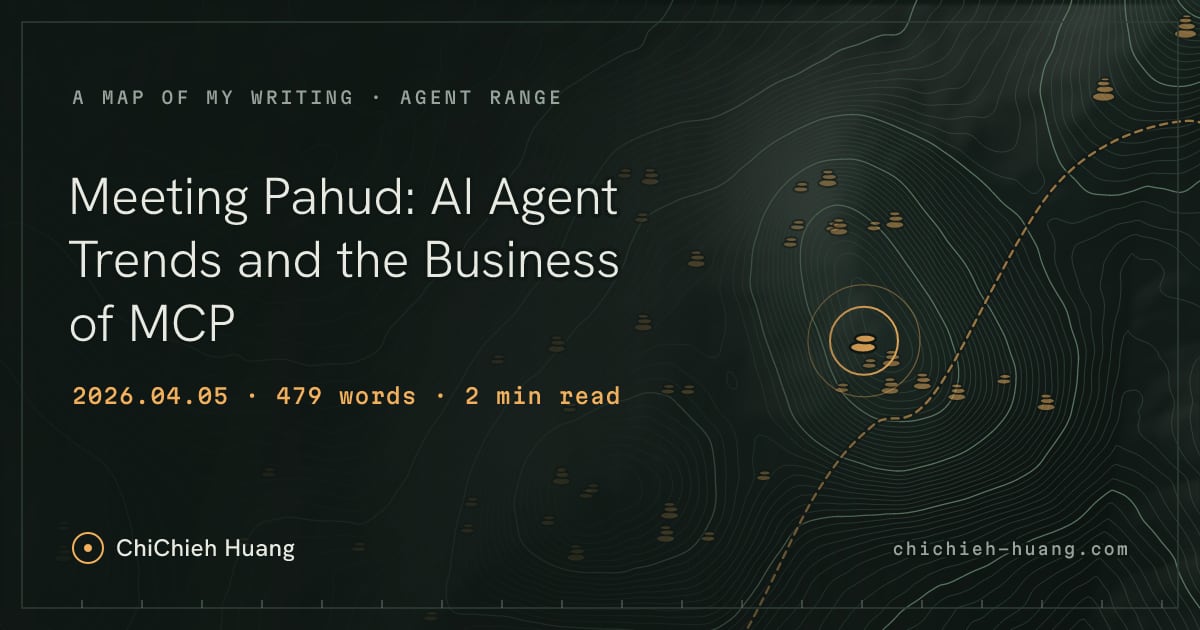 A MAP OF MY WRITING · AGENT RANGE
Meeting Pahud: AI Agent
Trends and the Business
of MCP
2026.04.05 · 479 words · 2 min read
ChiChieh Huang
chichieh-huang.com